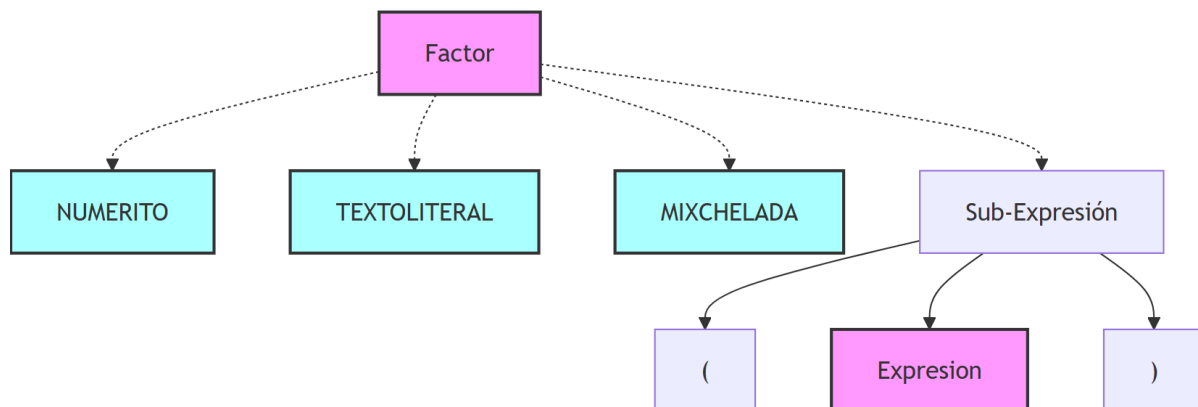 Factor
NUMERITO
TEXTOLITERAL
MIXCHELADA
Sub-Expresión
(
Expresion
)